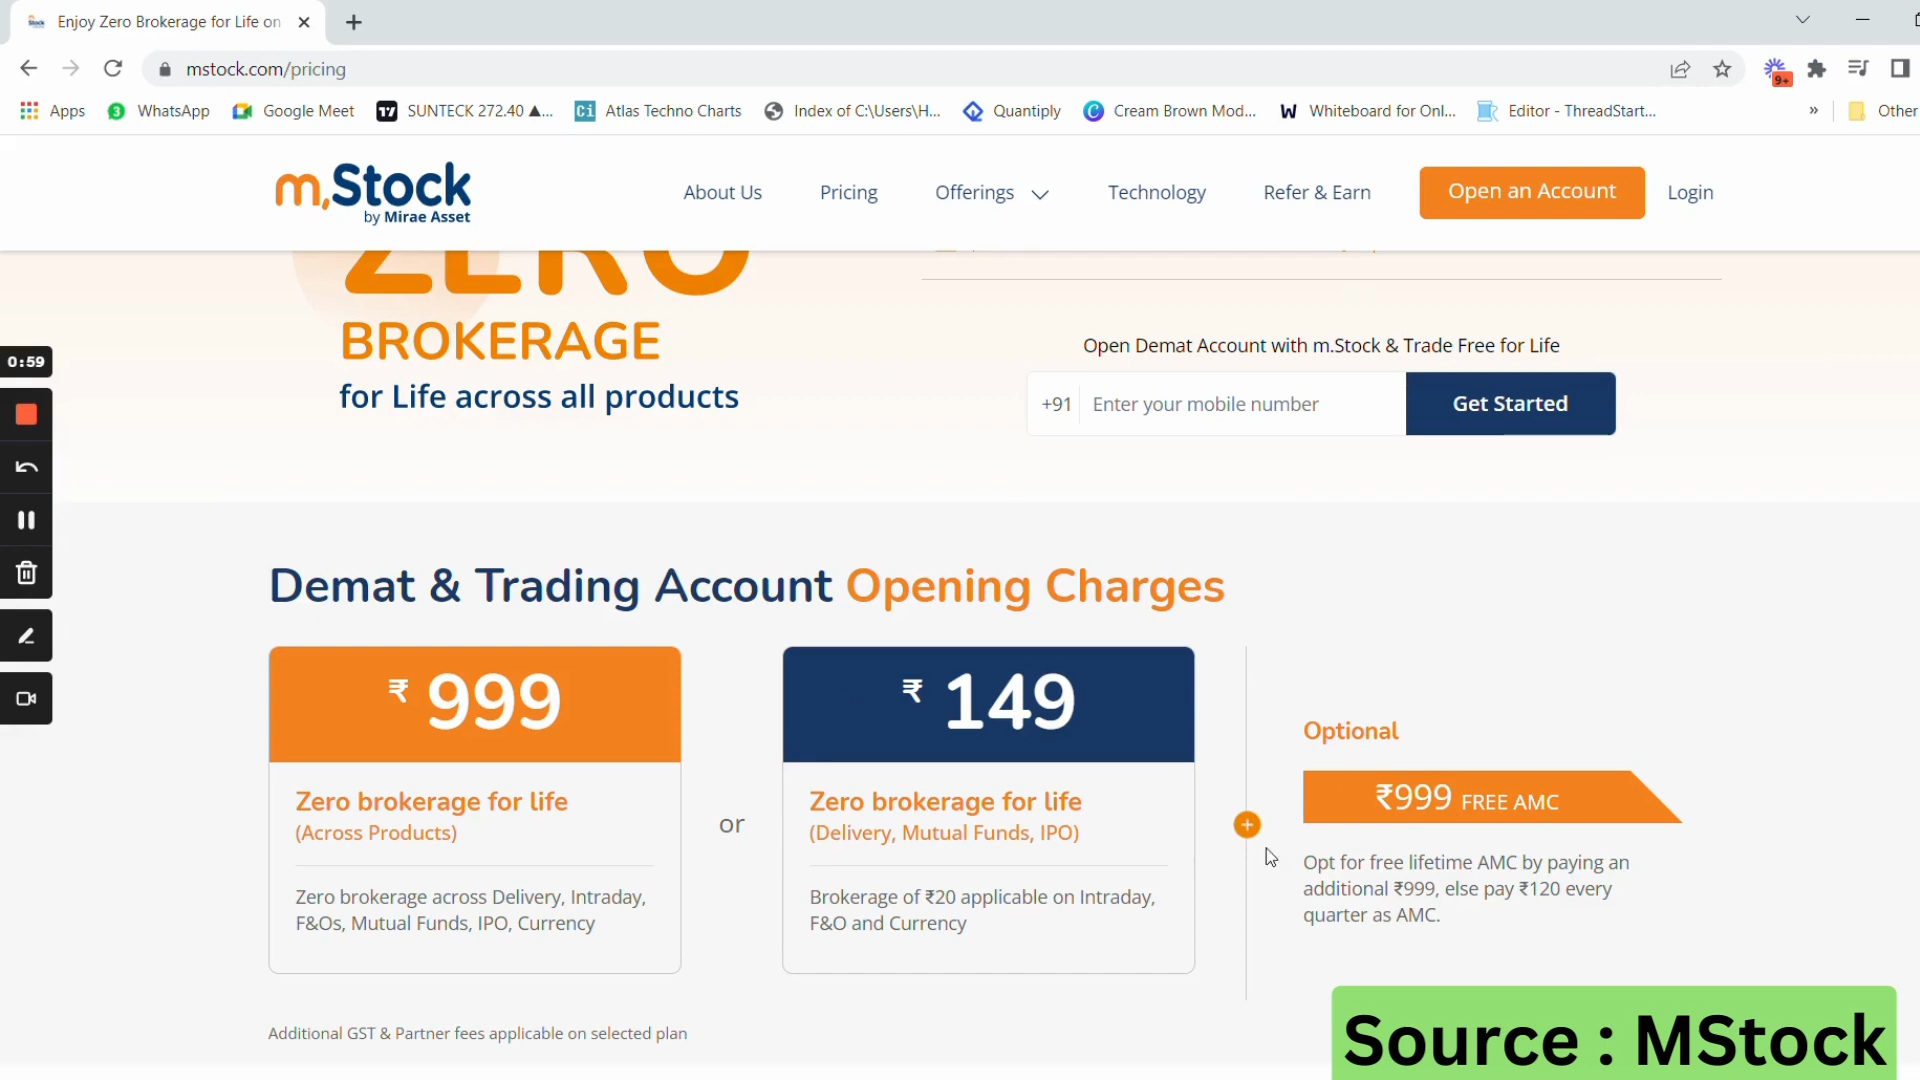 Enjoy Zero Brokerage for Life on
mstock.com/pricing
9+
Apps
WhatsApp
Google Meet
SUNTECK 272.40 ▲...
Atlas Techno Charts
Index of C:\Users\H...
Quantiply
Cream Brown Mod...
Whiteboard for Onl...
Editor - ThreadStart...
»
Other
m.Stock
by Mirae Asset
About Us
Pricing
Offerings
Technology
Refer & Earn
Open an Account
Login
ZERO
BROKERAGE
for Life across all products
Open Demat Account with m.Stock & Trade Free for Life
+91 Enter your mobile number
Get Started
0:59
Demat & Trading Account Opening Charges
₹ 999
Zero brokerage for life
(Across Products)
Zero brokerage across Delivery, Intraday,
F&Os, Mutual Funds, IPO, Currency
or
₹ 149
Zero brokerage for life
(Delivery, Mutual Funds, IPO)
Brokerage of ₹20 applicable on Intraday,
F&O and Currency
+
Optional
₹999 FREE AMC
Opt for free lifetime AMC by paying an
additional ₹999, else pay ₹120 every
quarter as AMC.
Additional GST & Partner fees applicable on selected plan
Source : MStock